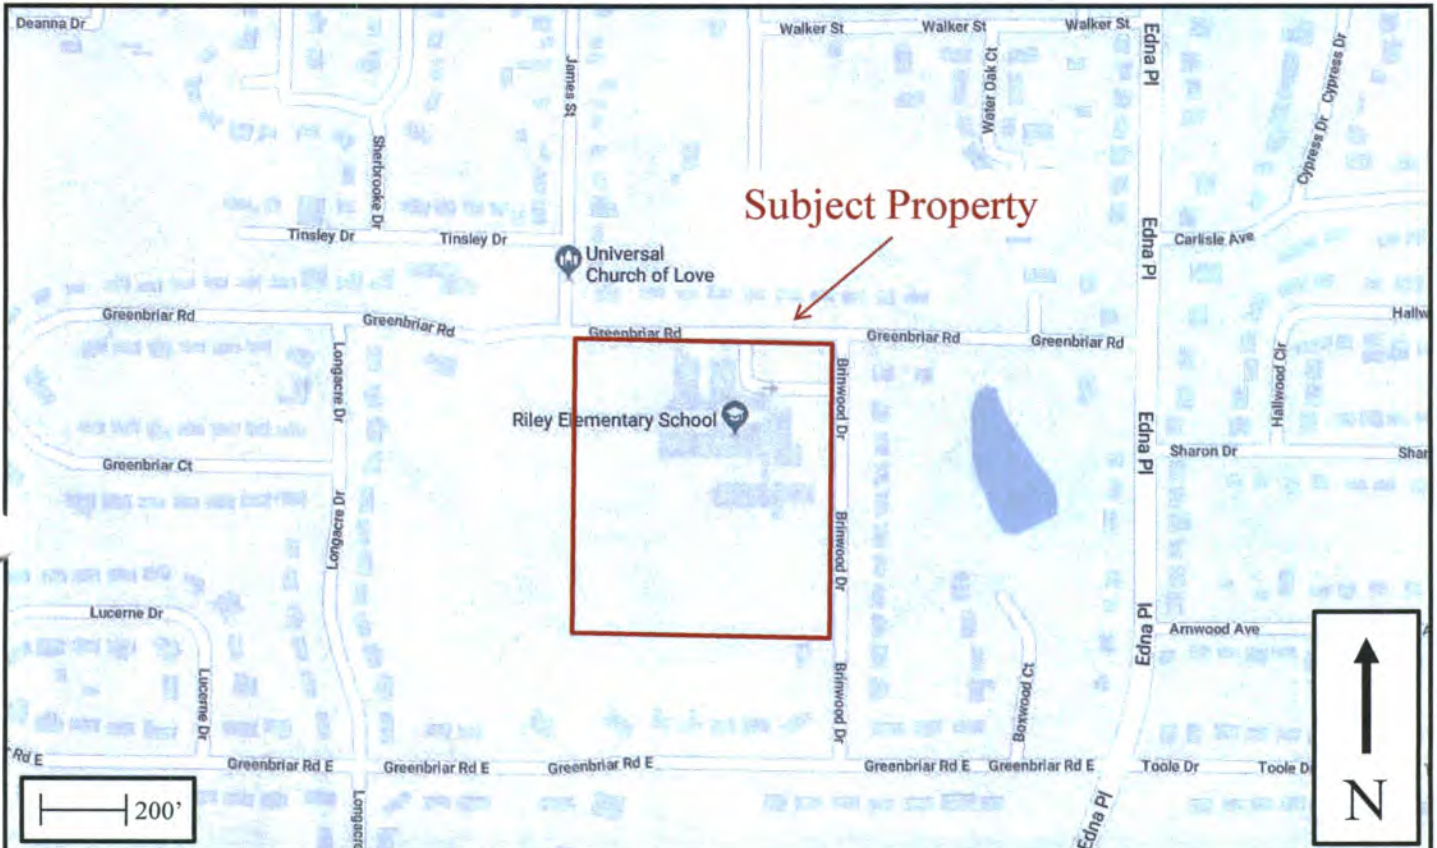 Deanna Dr
Walker St
Walker St
Walker St
Edna Pl
James St
Water Oak Ct
Cypress Dr
Cypress Dr
Sherbrooke Dr
Subject Property
Tinsley Dr
Tinsley Dr
Edna Pl
Carlisle Ave
Universal
Church of Love
Greenbriar Rd
Greenbriar Rd
Greenbriar Rd
Greenbriar Rd
Greenbriar Rd
Hallw
Longacre Dr
Brinwood Dr
Hallwood Cir
Riley Elementary School
Edna Pl
Greenbriar Ct
Sharon Dr
Shar
Longacre Dr
Brinwood Dr
Lucerne Dr
Edna Pl
Arnwood Ave
Lucerne Dr
Brinwood Dr
Boxwood Ct
Rd E
Greenbriar Rd E
Greenbriar Rd E
Greenbriar Rd E
Greenbriar Rd E
Greenbriar Rd E
Toole Dr
Toole D
200'
Longacr
Edna Pl
N